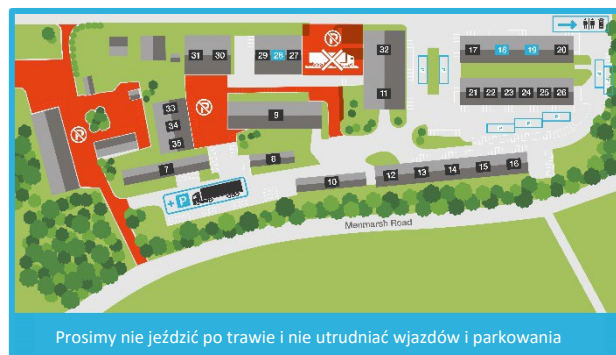 31 30
29 28 27
32
17 18 19 20
11
21 22 23 24 25 26
33
34
35
9
7
8
10
12 13 14 15 16
+ P
Menmarsh Road
Prosimy nie jeździć po trawie i nie utrudniać wjazdów i parkowania